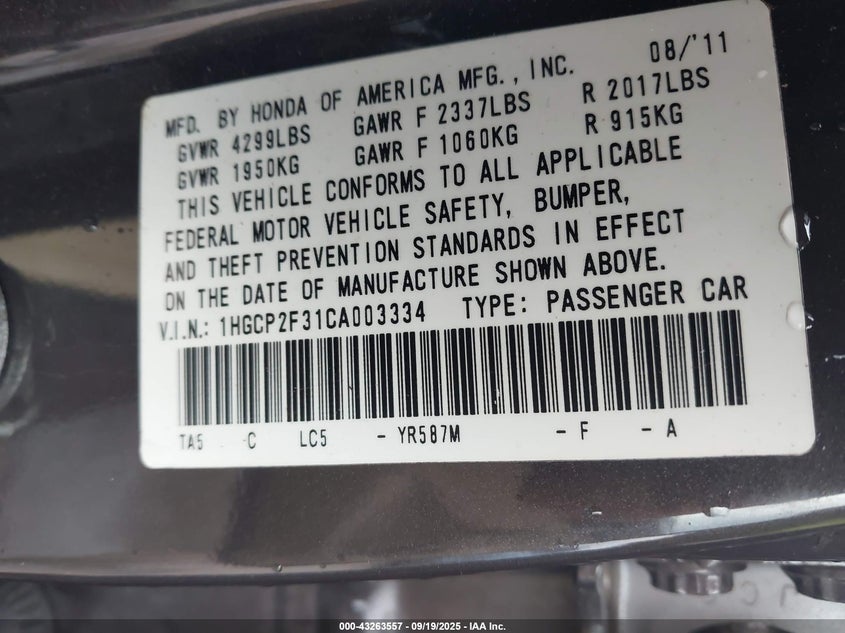 MFD. BY HONDA OF AMERICA MFG., INC. 08/'11
GVWR 4299LBS GAWR F 2337LBS R 2017LBS
GVWR 1950KG GAWR F 1060KG R 915KG
THIS VEHICLE CONFORMS TO ALL APPLICABLE
FEDERAL MOTOR VEHICLE SAFETY, BUMPER,
AND THEFT PREVENTION STANDARDS IN EFFECT
ON THE DATE OF MANUFACTURE SHOWN ABOVE.
V.I.N.: 1HGCP2F31CA003334 TYPE: PASSENGER CAR
TA5 C LC5 - YR587M - F - A
000-43263557 - 09/19/2025 - IAA Inc.